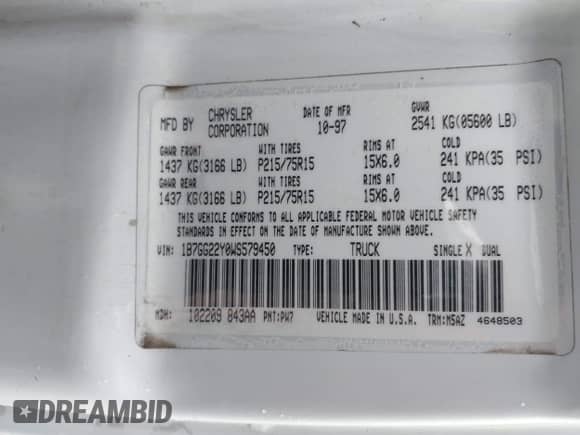 MFD BY CHRYSLER CORPORATION DATE OF MFR 10-97 GVWR 2541 KG(05600 LB)
GAWR FRONT WITH TIRES RIMS AT COLD
1437 KG(3166 LB) P215/75R15 15X6.0 241 KPA(35 PSI)
GAWR REAR WITH TIRES RIMS AT COLD
1437 KG(3166 LB) P215/75R15 15X6.0 241 KPA(35 PSI)
THIS VEHICLE CONFORMS TO ALL APPLICABLE FEDERAL MOTOR VEHICLE SAFETY
STANDARDS IN EFFECT ON THE DATE OF MANUFACTURE SHOWN ABOVE.
VIN: 1B7GG22Y0WS579450 TYPE: TRUCK SINGLE X DUAL
MDH: 102209 843AA PNT:PW7 VEHICLE MADE IN U.S.A. TRM:M5AZ 4648503
DREAMBID